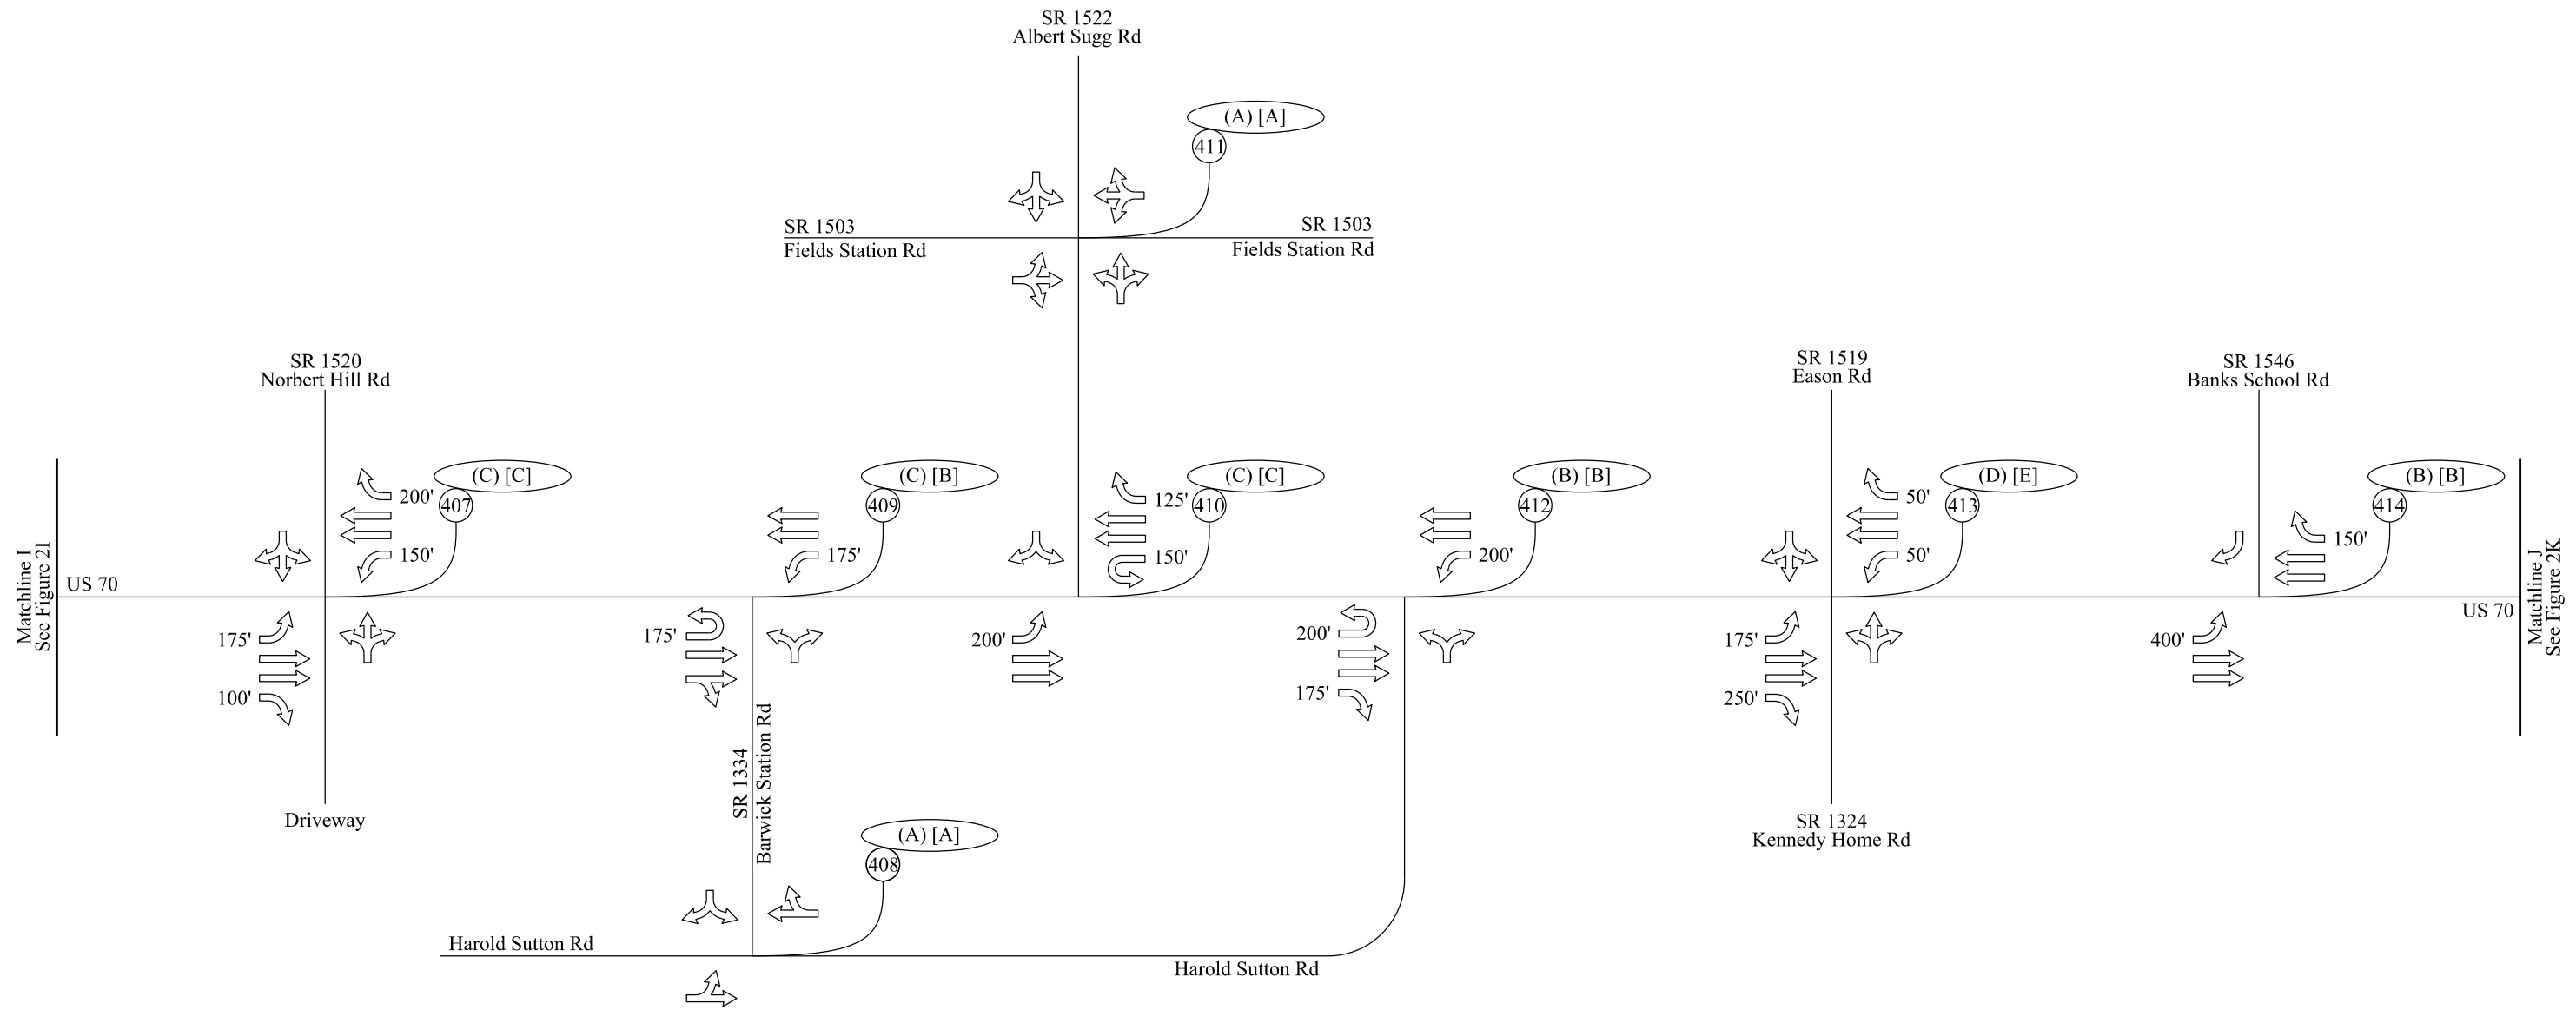 SR 1522
Albert Sugg Rd
(A) [A]
411
SR 1503
Fields Station Rd
SR 1503
Fields Station Rd
SR 1520
Norbert Hill Rd
SR 1519
Eason Rd
SR 1546
Banks School Rd
(C) [C]
407
200'
150'
(C) [B]
409
175'
(C) [C]
410
125'
150'
(B) [B]
412
200'
(D) [E]
413
50'
50'
(B) [B]
414
150'
Matchline I
See Figure 2I
US 70
US 70
Matchline J
See Figure 2K
175'
100'
175'
200'
200'
175'
175'
250'
400'
Driveway
SR 1334
Barwick Station Rd
SR 1324
Kennedy Home Rd
(A) [A]
408
Harold Sutton Rd
Harold Sutton Rd